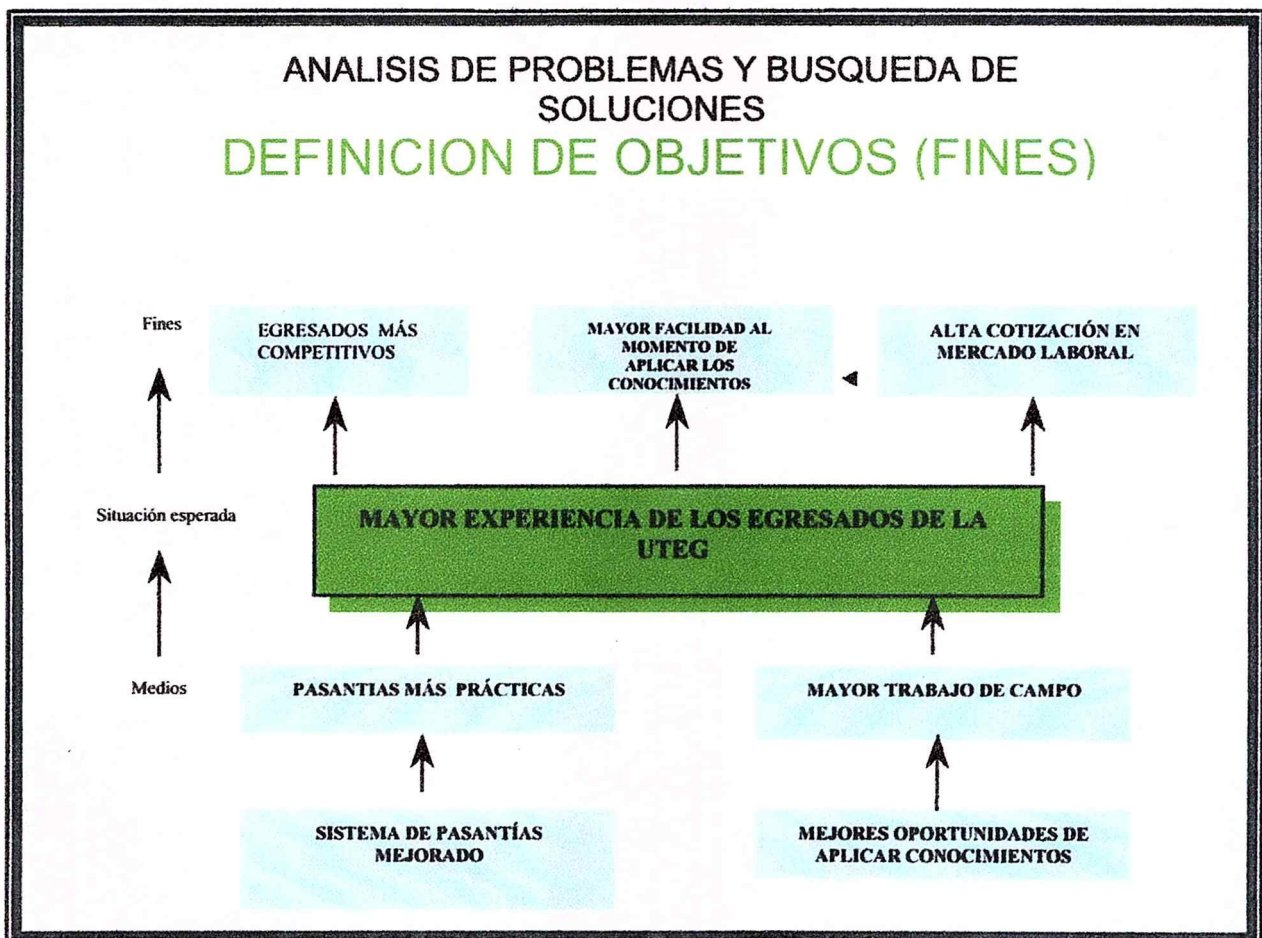 ANALISIS DE PROBLEMAS Y BUSQUEDA DE
SOLUCIONES
DEFINICION DE OBJETIVOS (FINES)
Fines
EGRESADOS MÁS
COMPETITIVOS
MAYOR FACILIDAD AL
MOMENTO DE
APLICAR LOS
CONOCIMIENTOS
ALTA COTIZACIÓN EN
MERCADO LABORAL
Situación esperada
MAYOR EXPERIENCIA DE LOS EGRESADOS DE LA
UTEG
Medios
PASANTIAS MÁS PRÁCTICAS
MAYOR TRABAJO DE CAMPO
SISTEMA DE PASANTÍAS
MEJORADO
MEJORES OPORTUNIDADES DE
APLICAR CONOCIMIENTOS